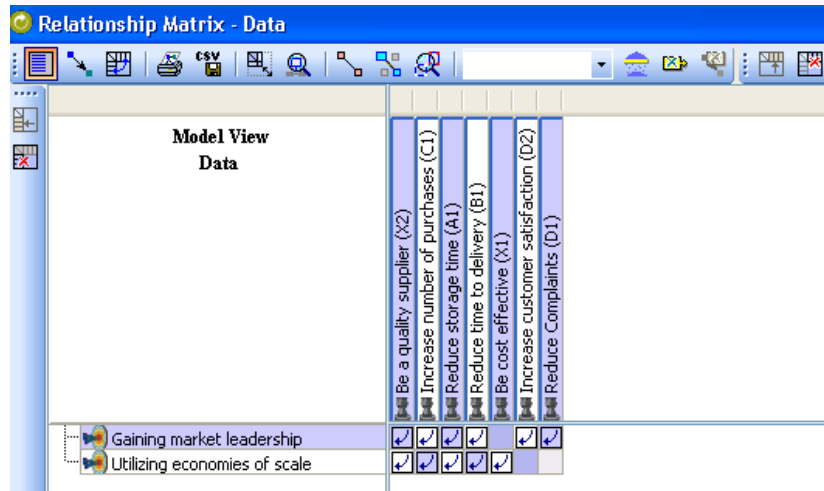 Relationship Matrix - Data
CSV
Model View
Data
Be a quality supplier (X2)
Increase number of purchases (C1)
Reduce storage time (A1)
Reduce time to delivery (B1)
Be cost effective (X1)
Increase customer satisfaction (D2)
Reduce Complaints (D1)
Gaining market leadership
Utilizing economies of scale